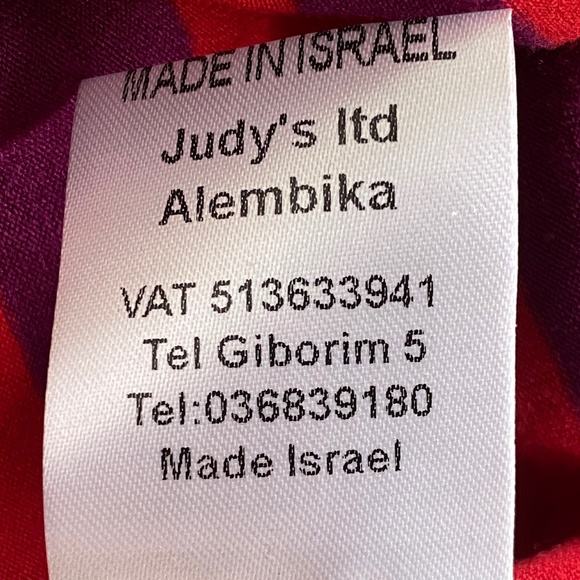 MADE IN ISRAEL
Judy's ltd
Alembika
VAT 513633941
Tel Giborim 5
Tel:036839180
Made Israel